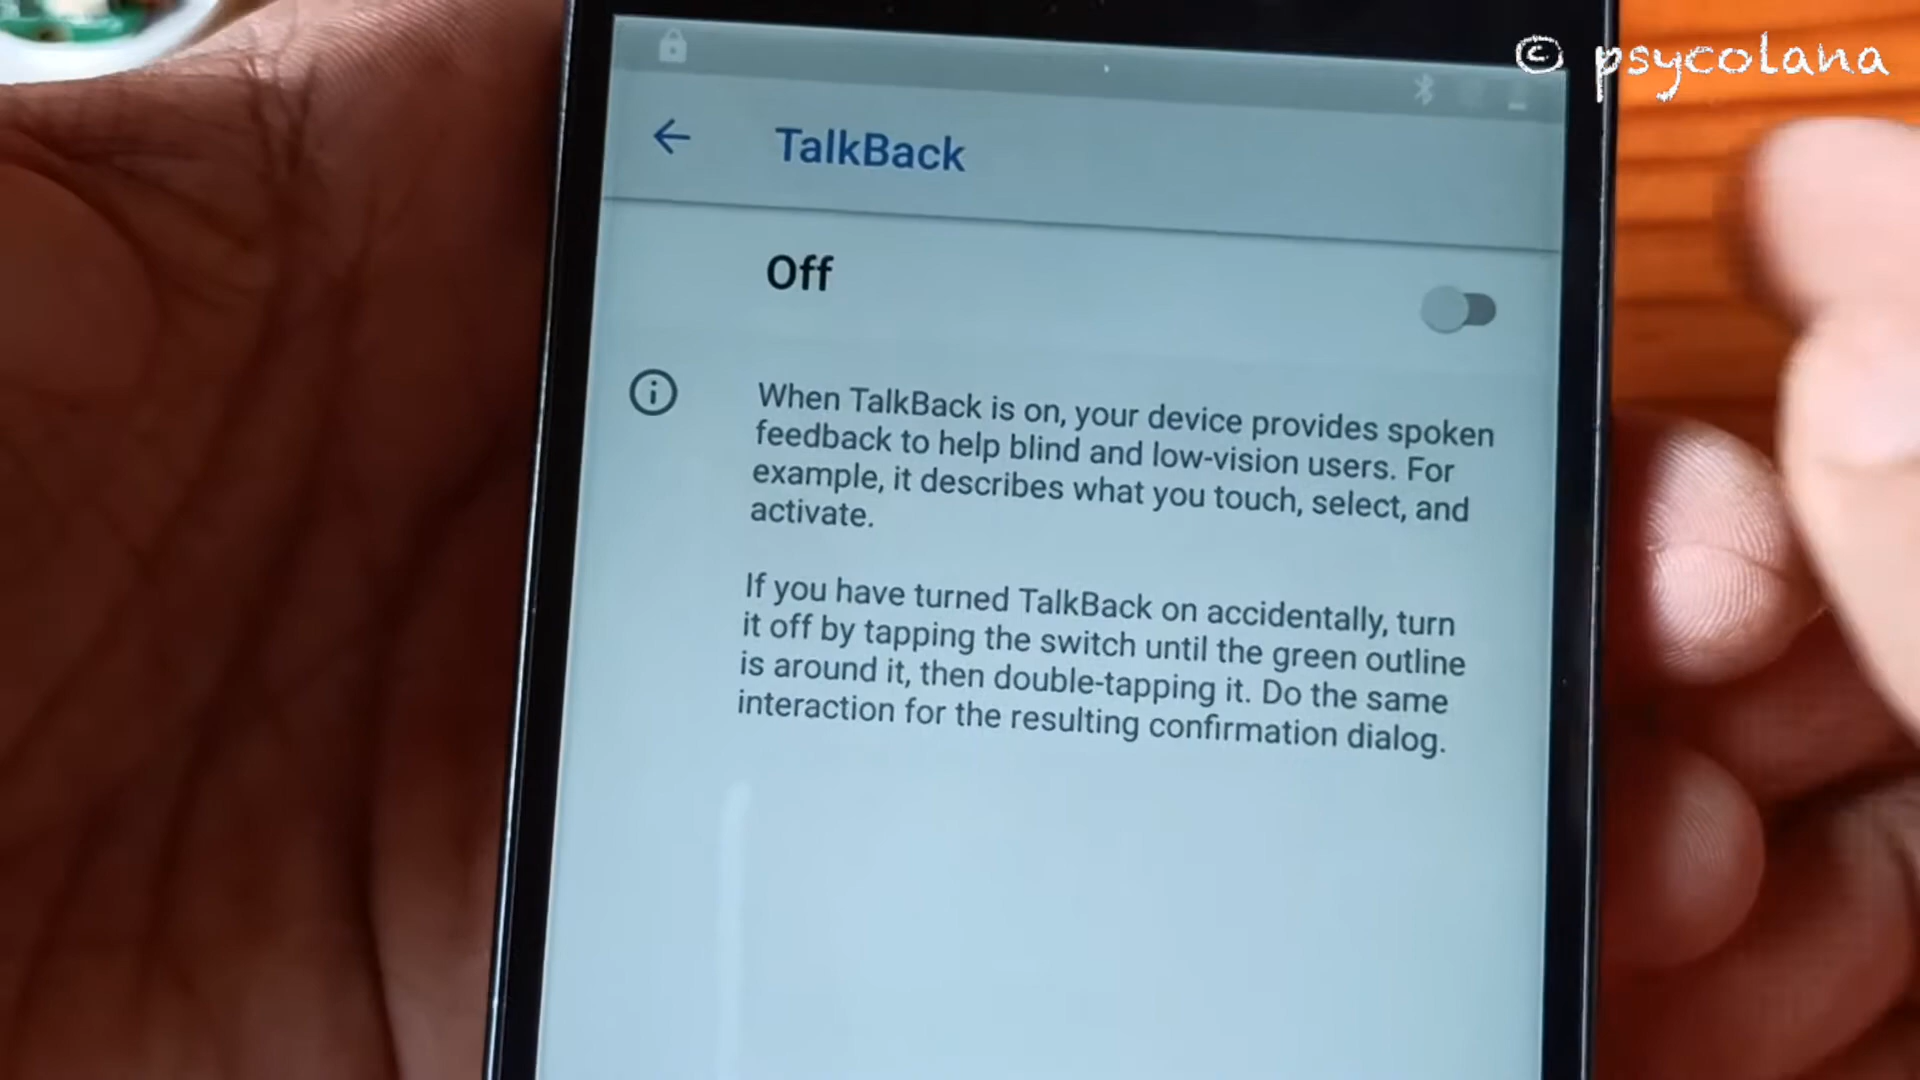 © psycolana
TalkBack
Off
When TalkBack is on, your device provides spoken
feedback to help blind and low-vision users. For
example, it describes what you touch, select, and
activate.
If you have turned TalkBack on accidentally, turn
it off by tapping the switch until the green outline
is around it, then double-tapping it. Do the same
interaction for the resulting confirmation dialog.